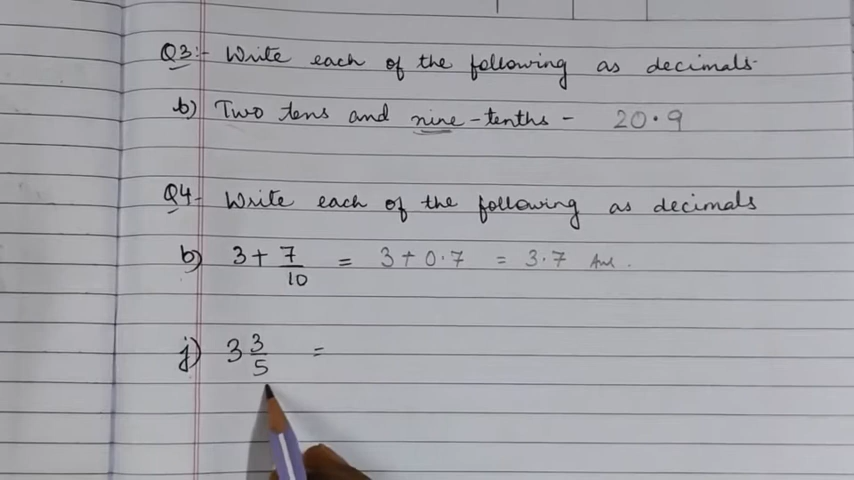 Q3:- Write each of the following as decimals.
b) Two tens and nine-tenths - 20.9
Q4- Write each of the following as decimals
b) 3 + 7/10 = 3 + 0.7 = 3.7 Ans.
j) 3 3/5 =